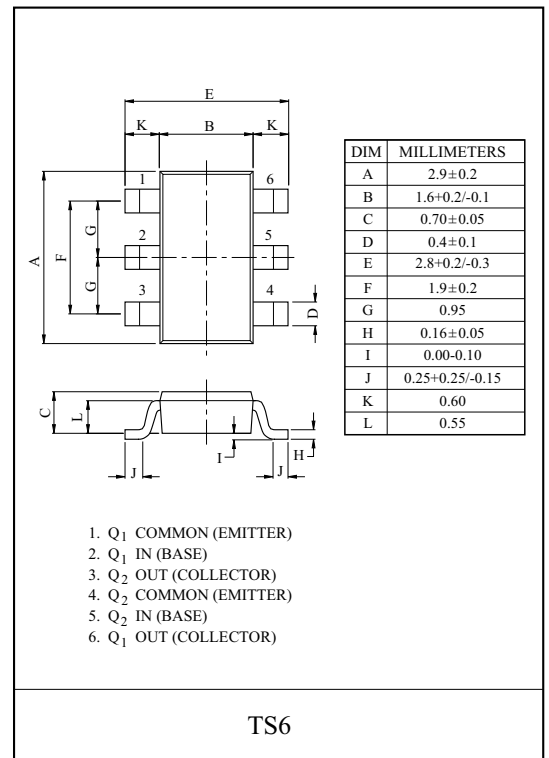 E
K B K
1 6
2 5
3 4
A F G G D
C L I H J J
DIM MILLIMETERS
A 2.9±0.2
B 1.6+0.2/-0.1
C 0.70±0.05
D 0.4±0.1
E 2.8+0.2/-0.3
F 1.9±0.2
G 0.95
H 0.16±0.05
I 0.00-0.10
J 0.25+0.25/-0.15
K 0.60
L 0.55
1. Q1 COMMON (EMITTER)
2. Q1 IN (BASE)
3. Q2 OUT (COLLECTOR)
4. Q2 COMMON (EMITTER)
5. Q2 IN (BASE)
6. Q1 OUT (COLLECTOR)
TS6